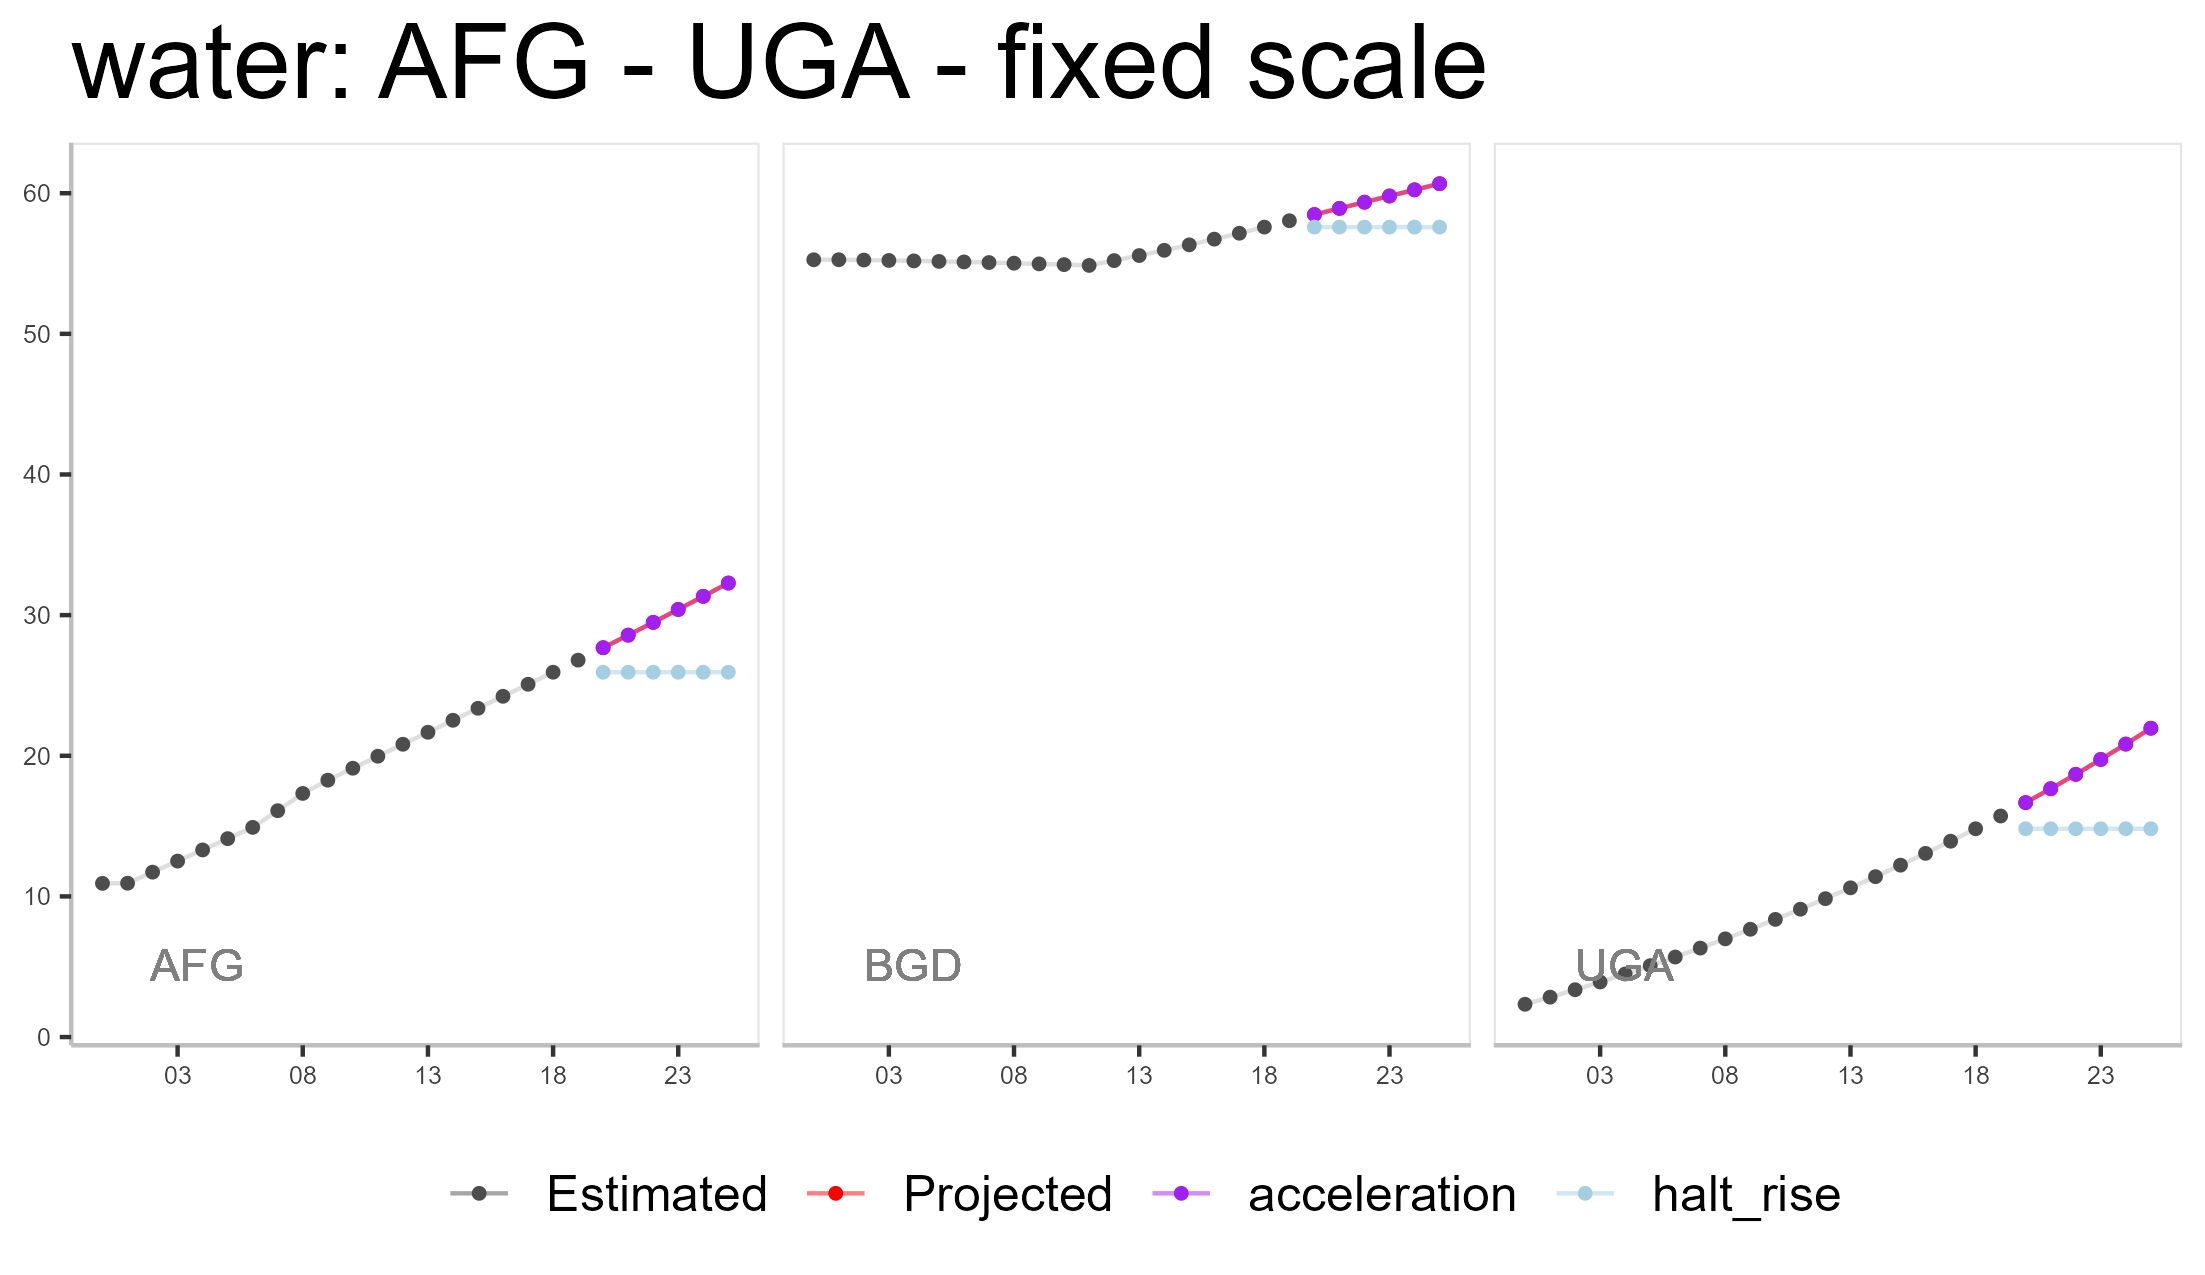 water: AFG - UGA - fixed scale
60
50
40
30
20
10
0
AFG
BGD
UGA
03 08 13 18 23
03 08 13 18 23
03 08 13 18 23
Estimated Projected acceleration halt_rise